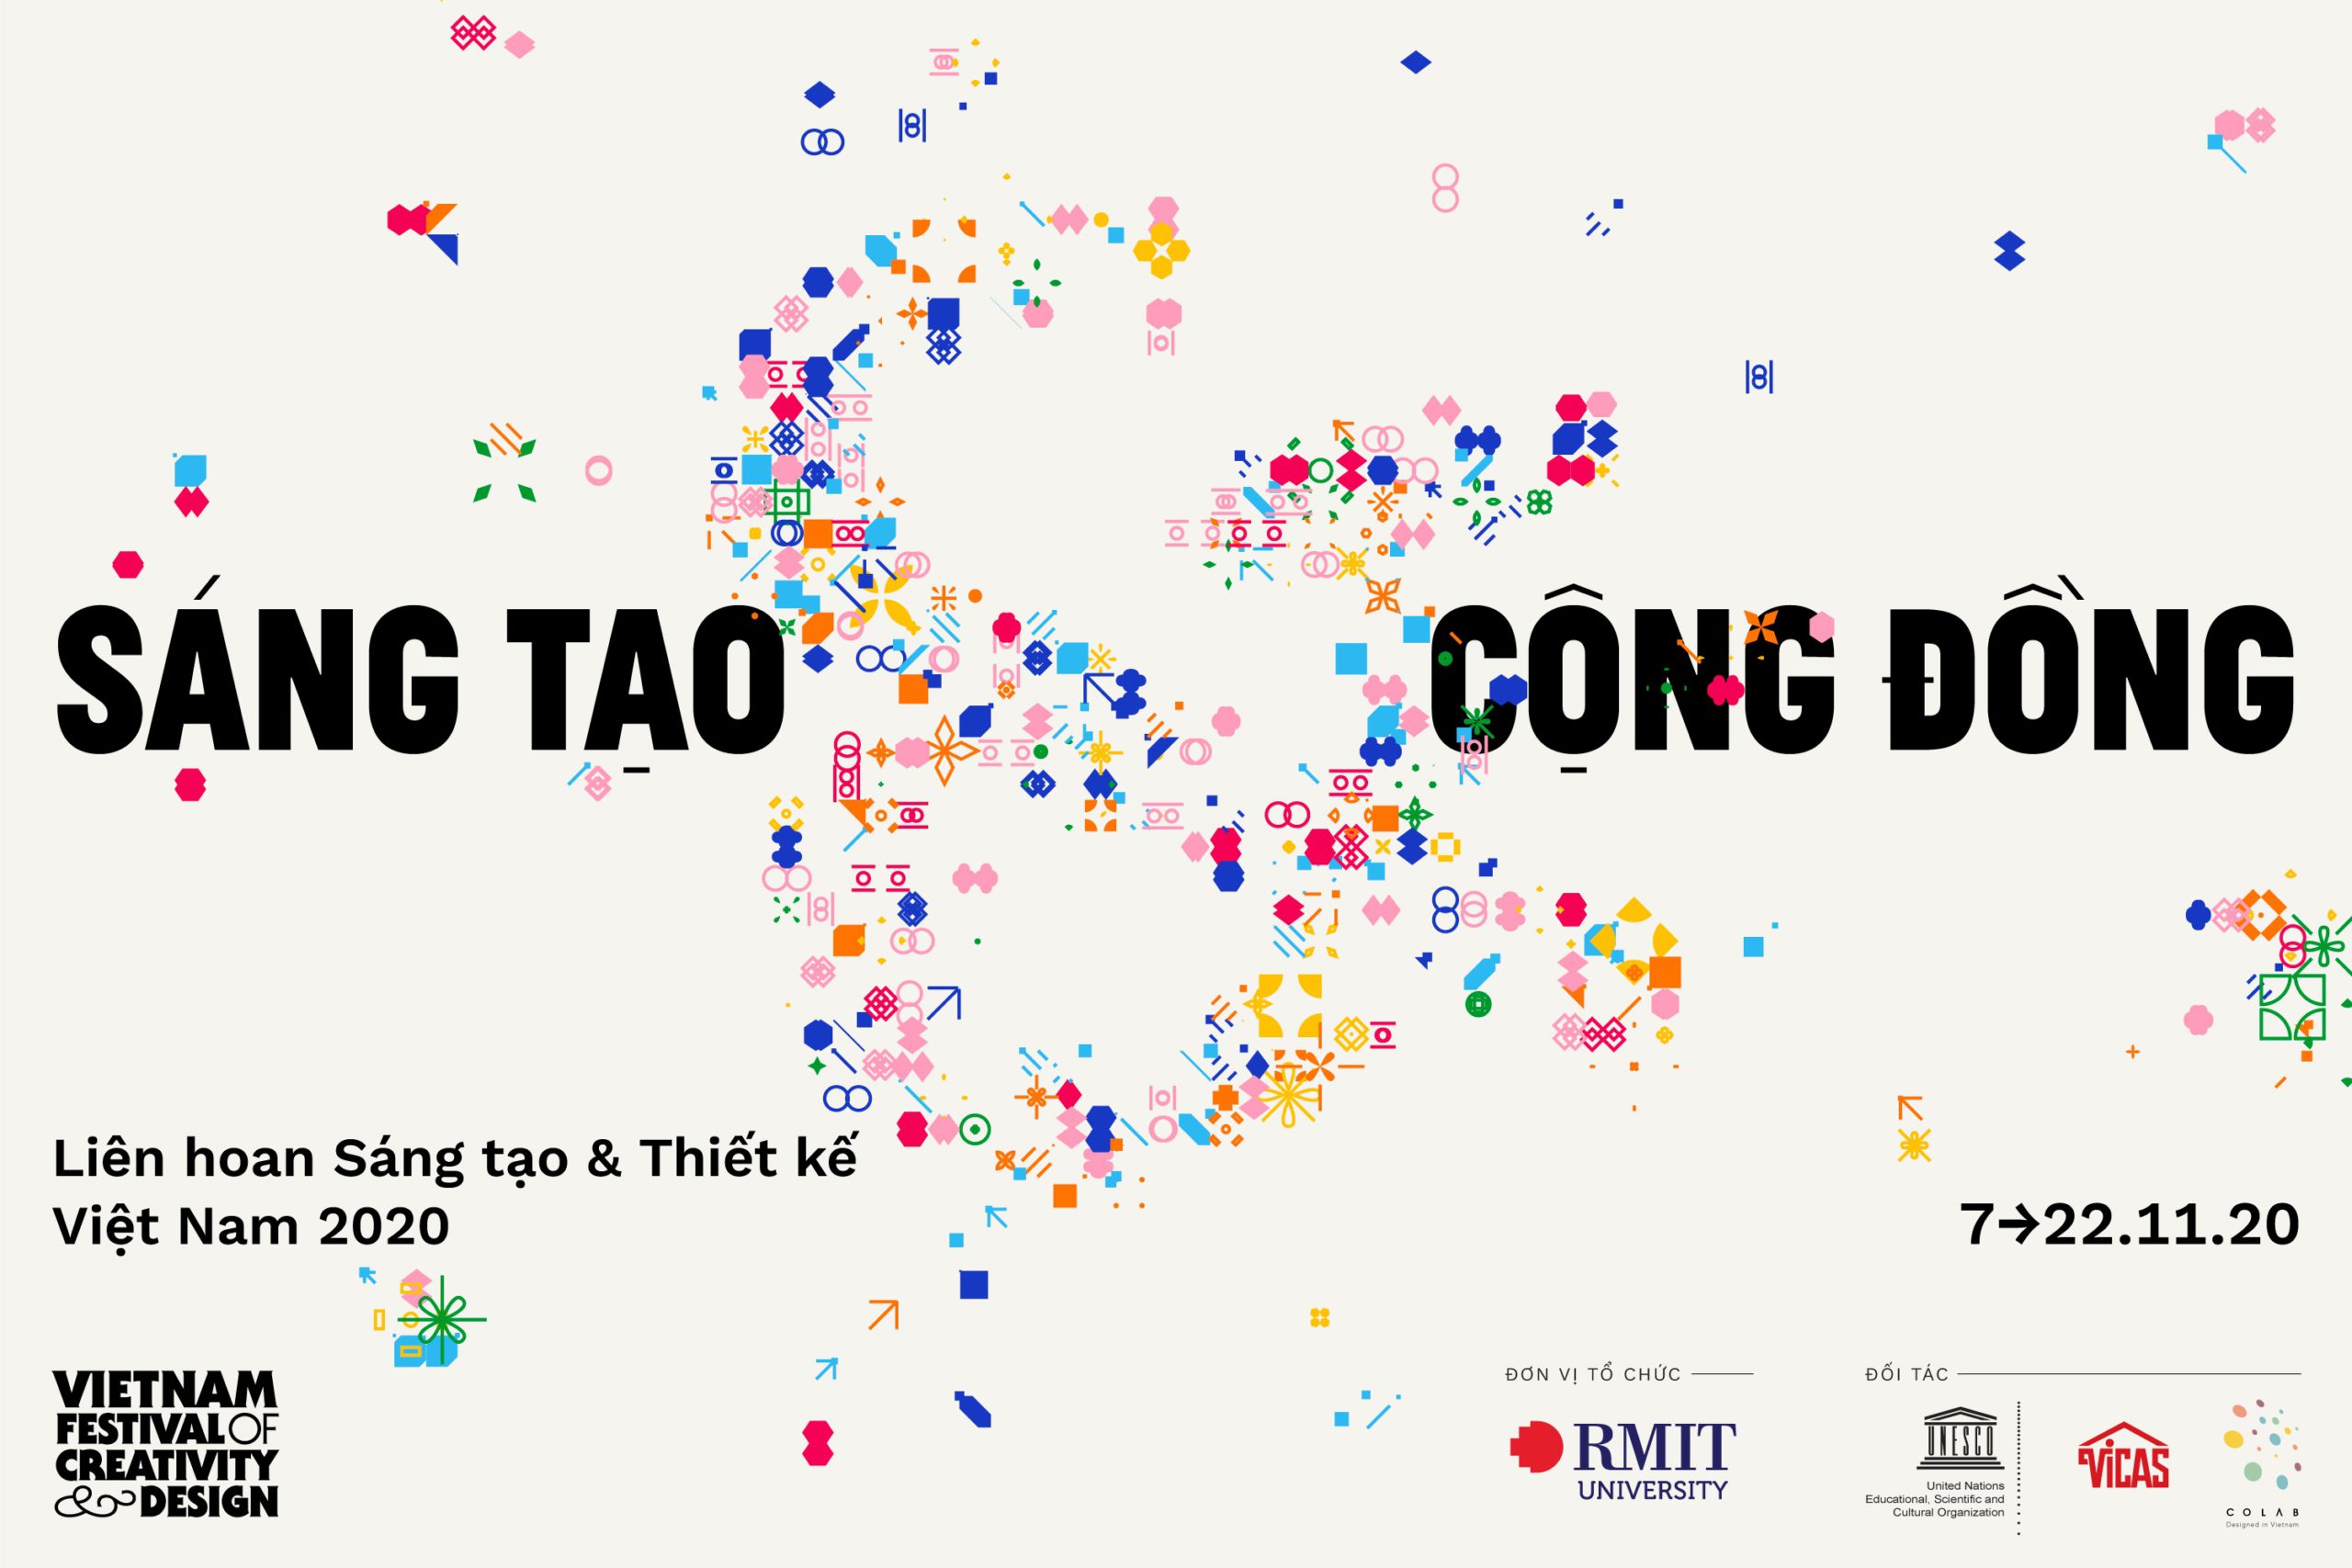 SÁNG TẠO CỘNG ĐỒNG
Liên hoan Sáng tạo & Thiết kế
Việt Nam 2020
7→22.11.20
VIETNAM
FESTIVAL OF
CREATIVITY
& DESIGN
ĐƠN VỊ TỔ CHỨC
RMIT
UNIVERSITY
ĐỐI TÁC
UNESCO
United Nations
Educational, Scientific and
Cultural Organization
ViCAS
COLAB
Designed in Vietnam